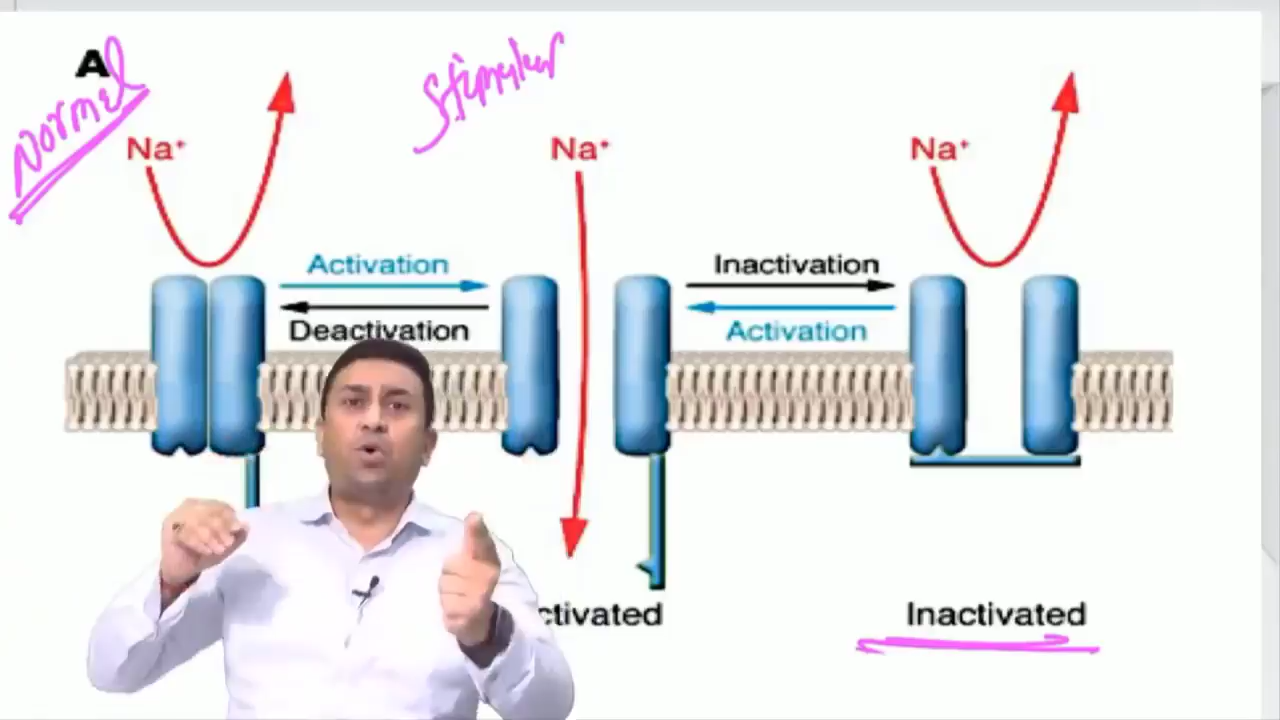 A
Normal
Stimulus
Na⁺
Na⁺
Na⁺
Activation
Deactivation
Inactivation
Activation
ctivated
Inactivated